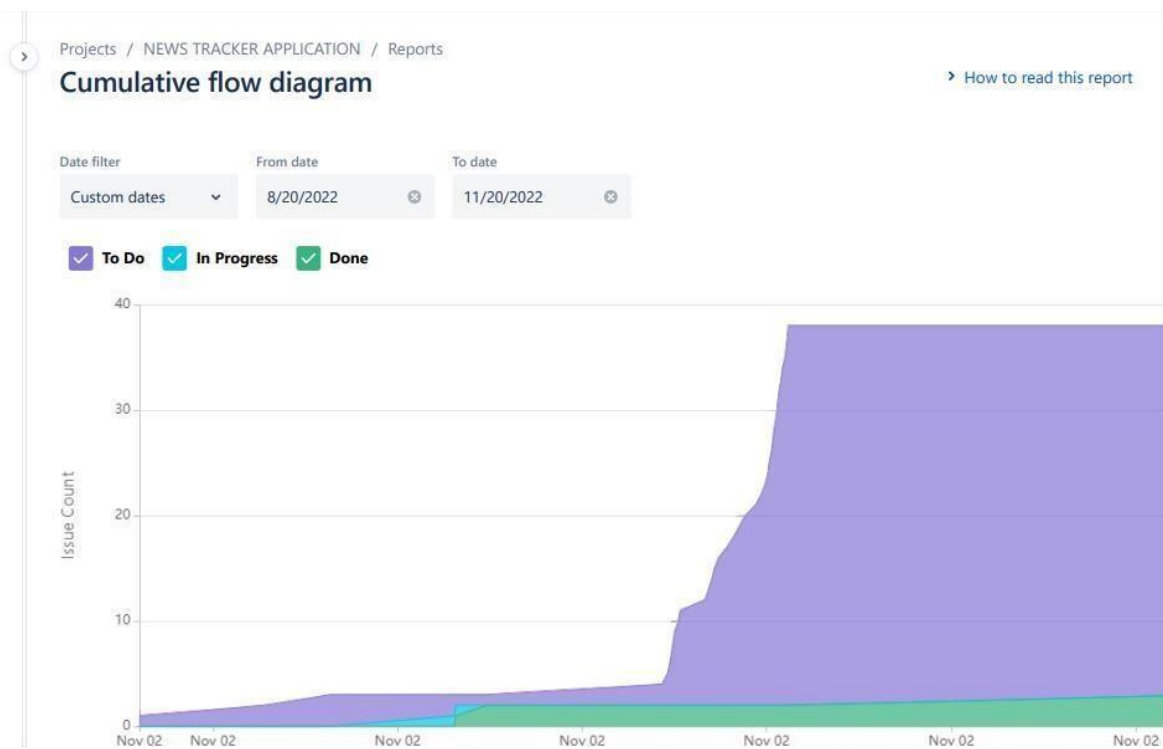 Projects / NEWS TRACKER APPLICATION / Reports
Cumulative flow diagram
How to read this report
Date filter From date To date
Custom dates 8/20/2022 11/20/2022
To Do In Progress Done
40
30
20
10
0
Issue Count
Nov 02 Nov 02 Nov 02 Nov 02 Nov 02 Nov 02 Nov 02